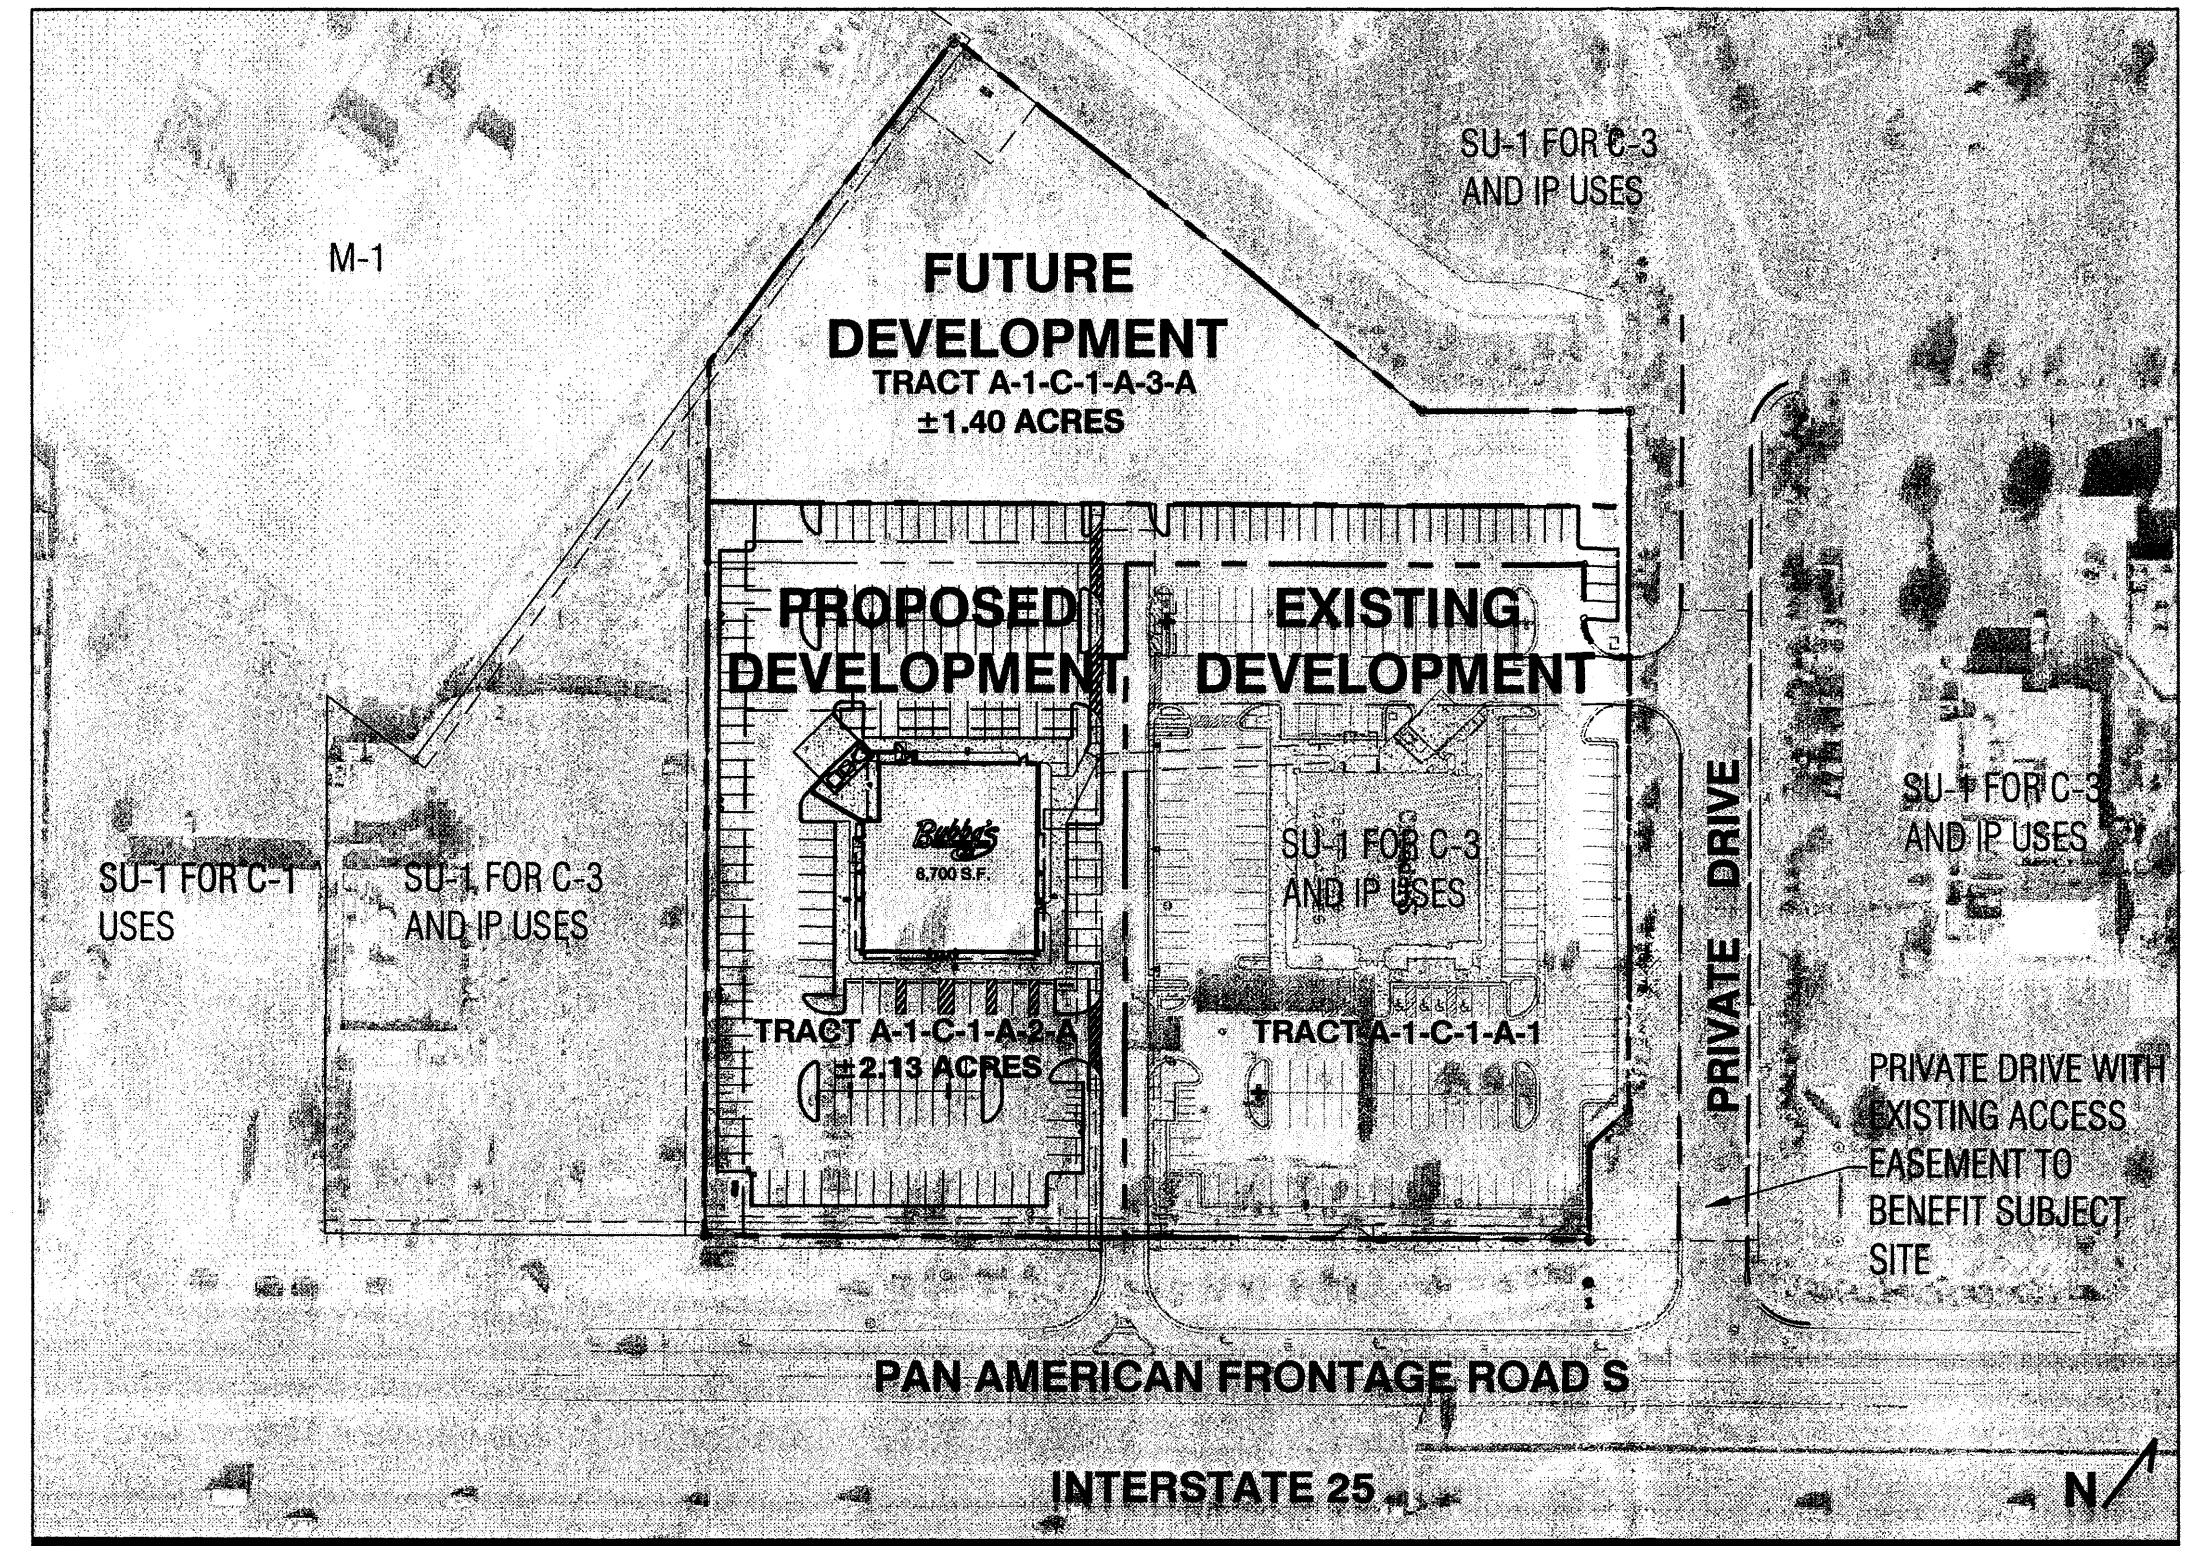 SU-1 FOR C-3
AND IP USES
M-1
FUTURE
DEVELOPMENT
TRACT A-1-C-1-A-3-A
±1.40 ACRES
PROPOSED
DEVELOPMENT
EXISTING
DEVELOPMENT
Bubba's
8,700 S.F.
SU-1 FOR C-3
AND IP USES
PRIVATE DRIVE
SU-1 FOR C-3
AND IP USES
SU-1 FOR C-1
USES
SU-1 FOR C-3
AND IP USES
TRACT A-1-C-1-A-2-A
±2.13 ACRES
TRACT A-1-C-1-A-1
PRIVATE DRIVE WITH
EXISTING ACCESS
EASEMENT TO
BENEFIT SUBJECT
SITE
PAN AMERICAN FRONTAGE ROAD S
INTERSTATE 25
N